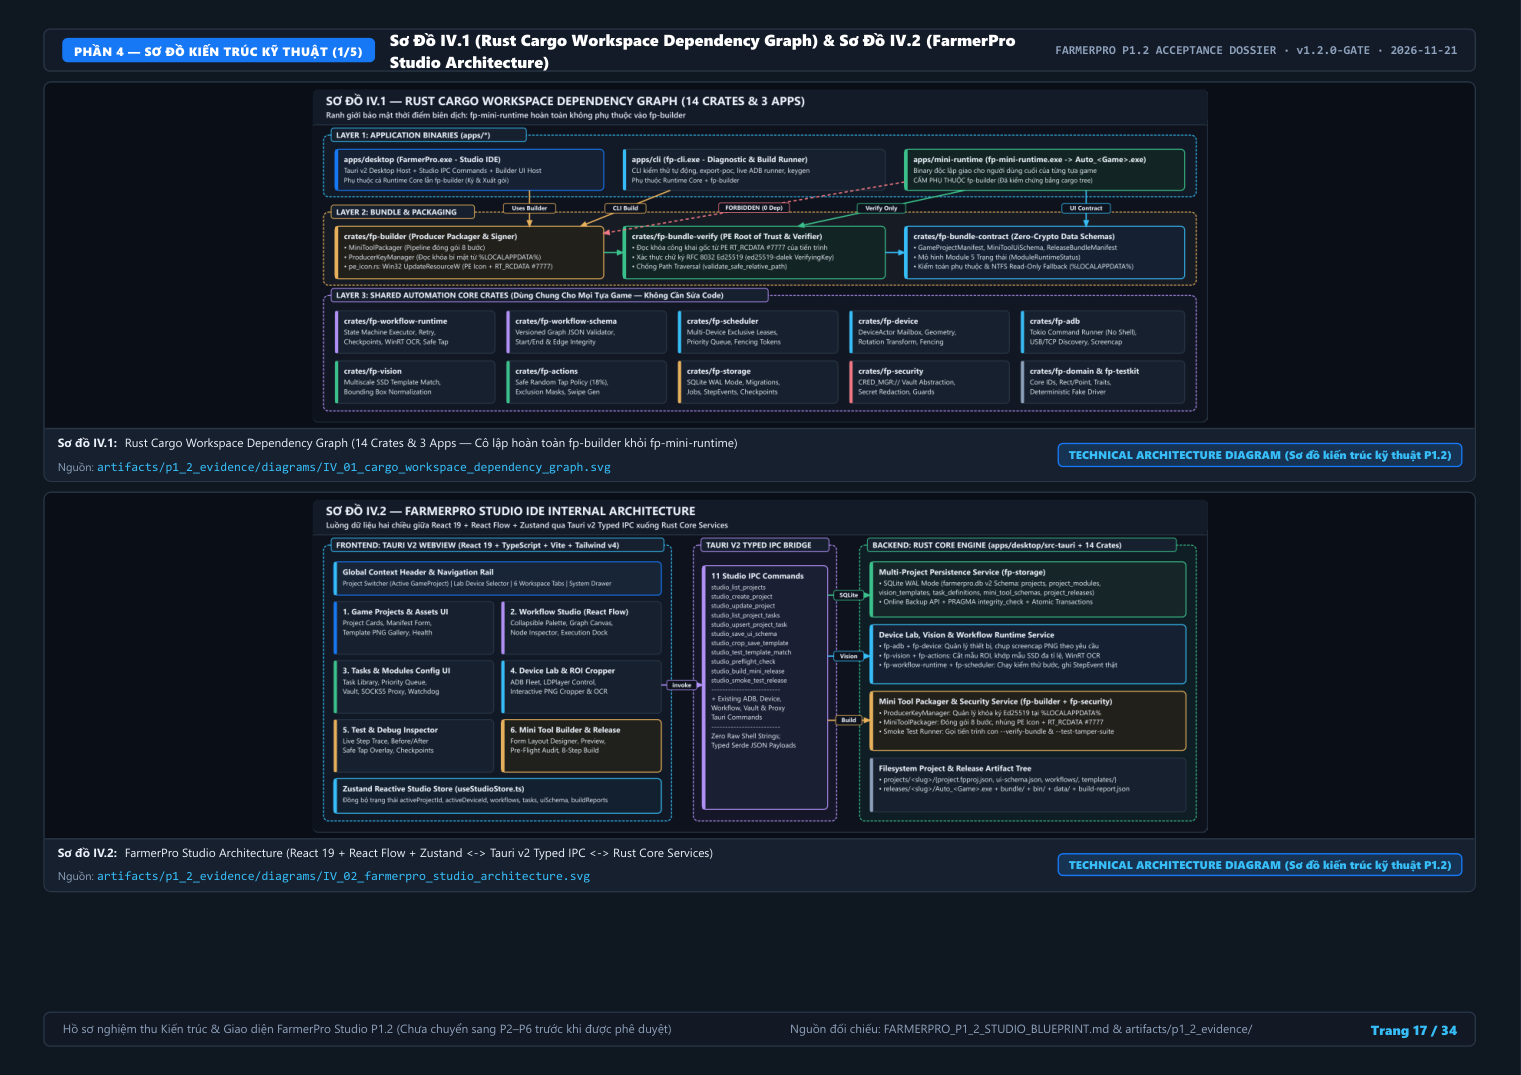 PHẦN 4 — SƠ ĐỒ KIẾN TRÚC KỸ THUẬT (1/5)
Sơ Đồ IV.1 (Rust Cargo Workspace Dependency Graph) & Sơ Đồ IV.2 (FarmerPro
Studio Architecture)
FARMERPRO P1.2 ACCEPTANCE DOSSIER · v1.2.0-GATE · 2026-11-21
SƠ ĐỒ IV.1 — RUST CARGO WORKSPACE DEPENDENCY GRAPH (14 CRATES & 3 APPS)
Ranh giới bảo mật thời điểm biên dịch: fp-mini-runtime hoàn toàn không phụ thuộc vào fp-builder
LAYER 1: APPLICATION BINARIES (apps/*)
apps/desktop (FarmerPro.exe - Studio IDE)
Tauri v2 Desktop Host + Studio IPC Commands + Builder UI Host
Phụ thuộc cả Runtime Core lẫn fp-builder (Ký & Xuất gói)
apps/cli (fp-cli.exe - Diagnostic & Build Runner)
CLI kiểm thử tự động, export-poc, live ADB runner, keygen
Phụ thuộc Runtime Core + fp-builder
apps/mini-runtime (fp-mini-runtime.exe -> Auto_<Game>.exe)
Binary độc lập giao cho người dùng cuối của từng tựa game
CẤM PHỤ THUỘC fp-builder (Đã kiểm chứng bằng cargo tree)
Uses Builder
CLI Build
FORBIDDEN (0 Dep)
Verify Only
UI Contract
LAYER 2: BUNDLE & PACKAGING
crates/fp-builder (Producer Packager & Signer)
• MiniToolPackager (Pipeline đóng gói 8 bước)
• ProducerKeyManager (Đọc khóa bí mật từ %LOCALAPPDATA%)
• pe_icon.rs: Win32 UpdateResourceW (PE Icon + RT_RCDATA #7777)
crates/fp-bundle-verify (PE Root of Trust & Verifier)
• Đọc khóa công khai gốc từ PE RT_RCDATA #7777 của tiến trình
• Xác thực chữ ký RFC 8032 Ed25519 (ed25519-dalek VerifyingKey)
• Chống Path Traversal (validate_safe_relative_path)
crates/fp-bundle-contract (Zero-Crypto Data Schemas)
• GameProjectManifest, MiniToolUiSchema, ReleaseBundleManifest
• Mô hình Module 5 Trạng thái (ModuleRuntimeStatus)
• Kiểm toán phụ thuộc & NTFS Read-Only Fallback (%LOCALAPPDATA%)
LAYER 3: SHARED AUTOMATION CORE CRATES (Dùng Chung Cho Mọi Tựa Game — Không Cần Sửa Code)
crates/fp-workflow-runtime
State Machine Executor, Retry,
Checkpoints, WinRT OCR, Safe Tap
crates/fp-workflow-schema
Versioned Graph JSON Validator,
Start/End & Edge Integrity
crates/fp-scheduler
Multi-Device Exclusive Leases,
Priority Queue, Fencing Tokens
crates/fp-device
DeviceActor Mailbox, Geometry,
Rotation Transform, Fencing
crates/fp-adb
Tokio Command Runner (No Shell),
USB/TCP Discovery, Screencap
crates/fp-vision
Multiscale SSD Template Match,
Bounding Box Normalization
crates/fp-actions
Safe Random Tap Policy (18%),
Exclusion Masks, Swipe Gen
crates/fp-storage
SQLite WAL Mode, Migrations,
Jobs, StepEvents, Checkpoints
crates/fp-security
CRED_MGR:// Vault Abstraction,
Secret Redaction, Guards
crates/fp-domain & fp-testkit
Core IDs, Rect/Point, Traits,
Deterministic Fake Driver
Sơ đồ IV.1: Rust Cargo Workspace Dependency Graph (14 Crates & 3 Apps — Cô lập hoàn toàn fp-builder khỏi fp-mini-runtime)
Nguồn: artifacts/p1_2_evidence/diagrams/IV_01_cargo_workspace_dependency_graph.svg
TECHNICAL ARCHITECTURE DIAGRAM (Sơ đồ kiến trúc kỹ thuật P1.2)
SƠ ĐỒ IV.2 — FARMERPRO STUDIO IDE INTERNAL ARCHITECTURE
Luồng dữ liệu hai chiều giữa React 19 + React Flow + Zustand qua Tauri v2 Typed IPC xuống Rust Core Services
FRONTEND: TAURI V2 WEBVIEW (React 19 + TypeScript + Vite + Tailwind v4)
Global Context Header & Navigation Rail
Project Switcher (Active GameProject) | Lab Device Selector | 6 Workspace Tabs | System Drawer
1. Game Projects & Assets UI
Project Cards, Manifest Form,
Template PNG Gallery, Health
2. Workflow Studio (React Flow)
Collapsible Palette, Graph Canvas,
Node Inspector, Execution Dock
3. Tasks & Modules Config UI
Task Library, Priority Queue,
Vault, SOCKS5 Proxy, Watchdog
4. Device Lab & ROI Cropper
ADB Fleet, LDPlayer Control,
Interactive PNG Cropper & OCR
5. Test & Debug Inspector
Live Step Trace, Before/After
Safe Tap Overlay, Checkpoints
6. Mini Tool Builder & Release
Form Layout Designer, Preview,
Pre-Flight Audit, 8-Step Build
Zustand Reactive Studio Store (useStudioStore.ts)
Đồng bộ trạng thái activeProjectId, activeDeviceId, workflows, tasks, uiSchema, buildReports
Invoke
TAURI V2 TYPED IPC BRIDGE
11 Studio IPC Commands
studio_list_projects
studio_create_project
studio_update_project
studio_list_project_tasks
studio_upsert_project_task
studio_save_ui_schema
studio_crop_save_template
studio_test_template_match
studio_preflight_check
studio_build_mini_release
studio_smoke_test_release
------------------------
+ Existing ADB, Device,
Workflow, Vault & Proxy
Tauri Commands
------------------------
Zero Raw Shell Strings;
Typed Serde JSON Payloads
SQLite
Vision
Build
BACKEND: RUST CORE ENGINE (apps/desktop/src-tauri + 14 Crates)
Multi-Project Persistence Service (fp-storage)
• SQLite WAL Mode (farmerpro.db v2 Schema: projects, project_modules,
vision_templates, task_definitions, mini_tool_schemas, project_releases)
• Online Backup API + PRAGMA integrity_check + Atomic Transactions
Device Lab, Vision & Workflow Runtime Service
• fp-adb + fp-device: Quản lý thiết bị, chụp screencap PNG theo yêu cầu
• fp-vision + fp-actions: Cắt mẫu ROI, khớp mẫu SSD đa tỉ lệ, WinRT OCR
• fp-workflow-runtime + fp-scheduler: Chạy kiểm thử bước, ghi StepEvent thật
Mini Tool Packager & Security Service (fp-builder + fp-security)
• ProducerKeyManager: Quản lý khóa ký Ed25519 tại %LOCALAPPDATA%
• MiniToolPackager: Đóng gói 8 bước, nhúng PE Icon + RT_RCDATA #7777
• Smoke Test Runner: Gọi tiến trình con --verify-bundle & --test-tamper-suite
Filesystem Project & Release Artifact Tree
• projects/<slug>/{project.fpproj.json, ui-schema.json, workflows/, templates/}
• releases/<slug>/Auto_<Game>.exe + bundle/ + bin/ + data/ + build-report.json
Sơ đồ IV.2: FarmerPro Studio Architecture (React 19 + React Flow + Zustand <-> Tauri v2 Typed IPC <-> Rust Core Services)
Nguồn: artifacts/p1_2_evidence/diagrams/IV_02_farmerpro_studio_architecture.svg
TECHNICAL ARCHITECTURE DIAGRAM (Sơ đồ kiến trúc kỹ thuật P1.2)
Hồ sơ nghiệm thu Kiến trúc & Giao diện FarmerPro Studio P1.2 (Chưa chuyển sang P2–P6 trước khi được phê duyệt)
Nguồn đối chiếu: FARMERPRO_P1_2_STUDIO_BLUEPRINT.md & artifacts/p1_2_evidence/
Trang 17 / 34